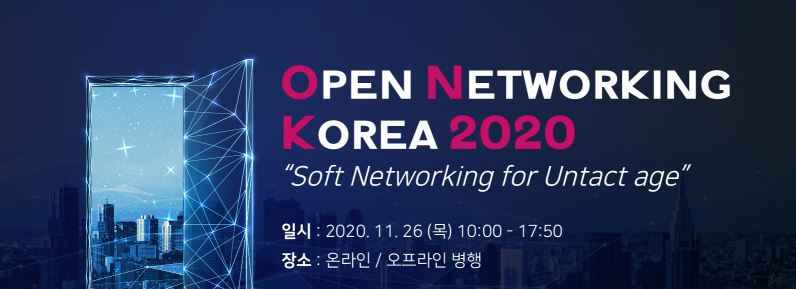 OPEN NETWORKING
KOREA 2020
“Soft Networking for Untact age”
일시 : 2020. 11. 26 (목) 10:00 - 17:50
장소 : 온라인 / 오프라인 병행